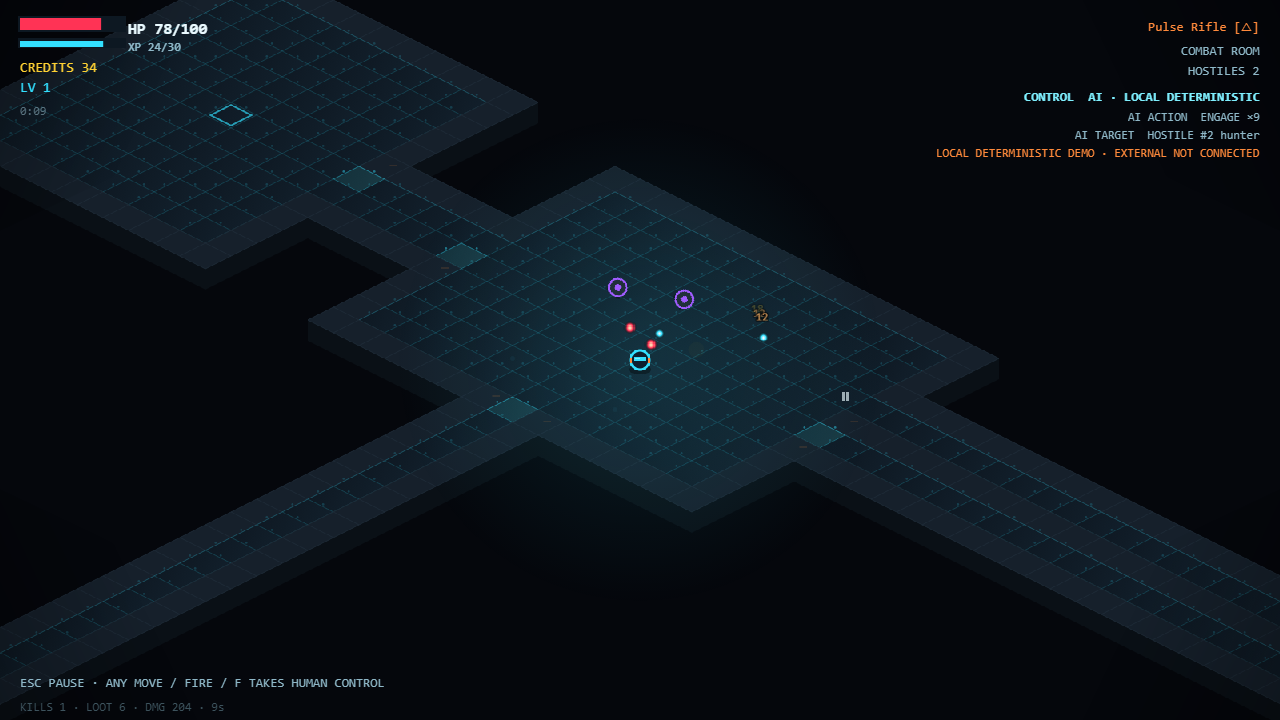 HP 78/100
XP 24/30
CREDITS 34
LV 1
0:09
Pulse Rifle [△]
COMBAT ROOM
HOSTILES 2
CONTROL AI · LOCAL DETERMINISTIC
AI ACTION ENGAGE ×9
AI TARGET HOSTILE #2 hunter
LOCAL DETERMINISTIC DEMO · EXTERNAL NOT CONNECTED
12
ESC PAUSE · ANY MOVE / FIRE / F TAKES HUMAN CONTROL
KILLS 1 · LOOT 6 · DMG 204 · 9s